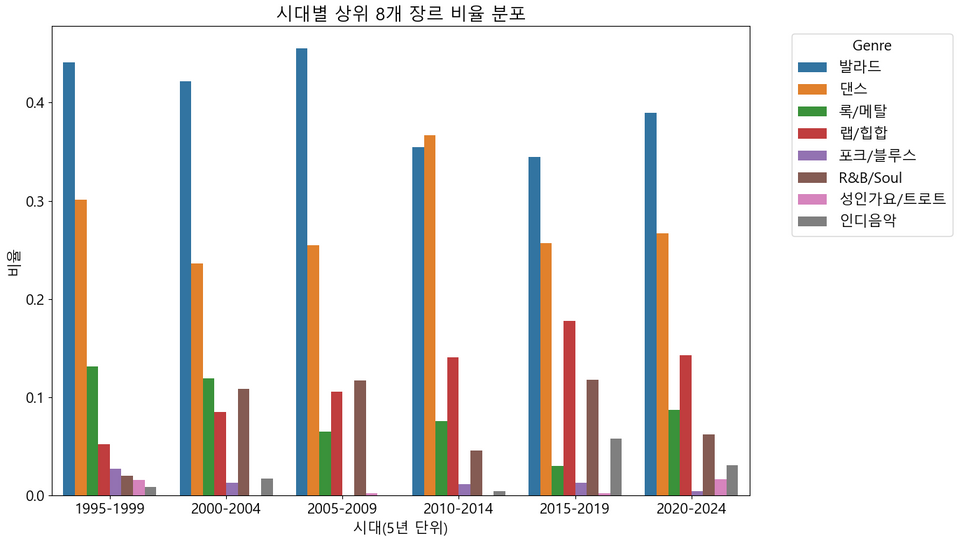 시대별 상위 8개 장르 비율 분포
비율
0.4
0.3
0.2
0.1
0.0
1995-1999 2000-2004 2005-2009 2010-2014 2015-2019 2020-2024
시대(5년 단위)
Genre
발라드
댄스
록/메탈
랩/힙합
포크/블루스
R&B/Soul
성인가요/트로트
인디음악